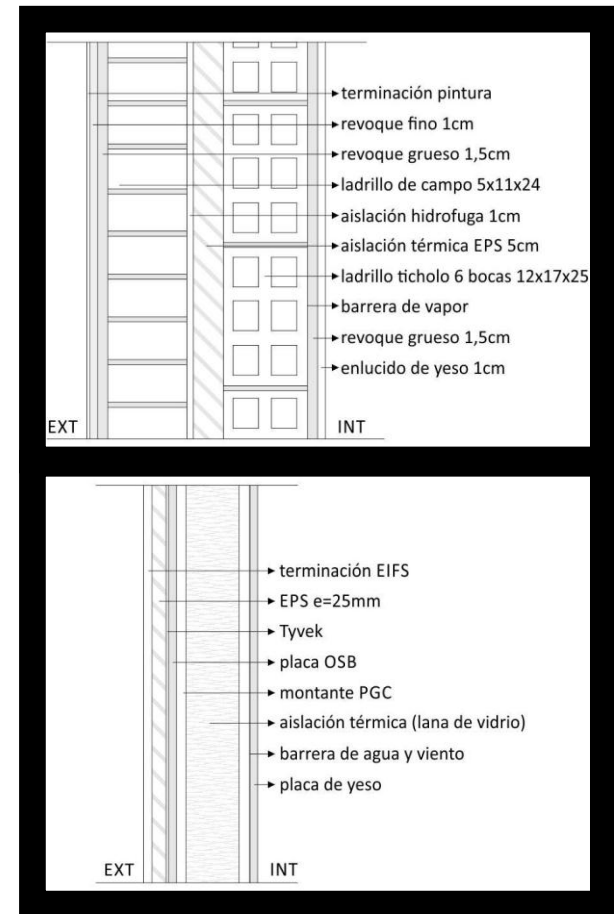 terminación pintura
revoque fino 1cm
revoque grueso 1,5cm
ladrillo de campo 5x11x24
aislación hidrofuga 1cm
aislación térmica EPS 5cm
ladrillo ticholo 6 bocas 12x17x25
barrera de vapor
revoque grueso 1,5cm
enlucido de yeso 1cm
EXT INT
terminación EIFS
EPS e=25mm
Tyvek
placa OSB
montante PGC
aislación térmica (lana de vidrio)
barrera de agua y viento
placa de yeso
EXT INT